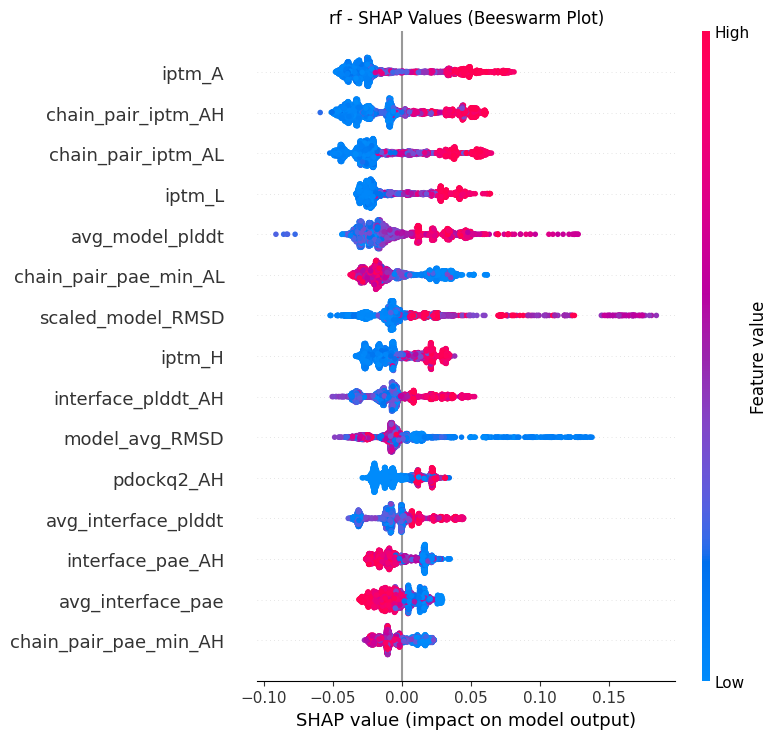 rf - SHAP Values (Beeswarm Plot)
High
iptm_A
chain_pair_iptm_AH
chain_pair_iptm_AL
iptm_L
avg_model_plddt
chain_pair_pae_min_AL
scaled_model_RMSD
iptm_H
interface_plddt_AH
model_avg_RMSD
pdockq2_AH
avg_interface_plddt
interface_pae_AH
avg_interface_pae
chain_pair_pae_min_AH
Feature value
Low
−0.10 −0.05 0.00 0.05 0.10 0.15
SHAP value (impact on model output)